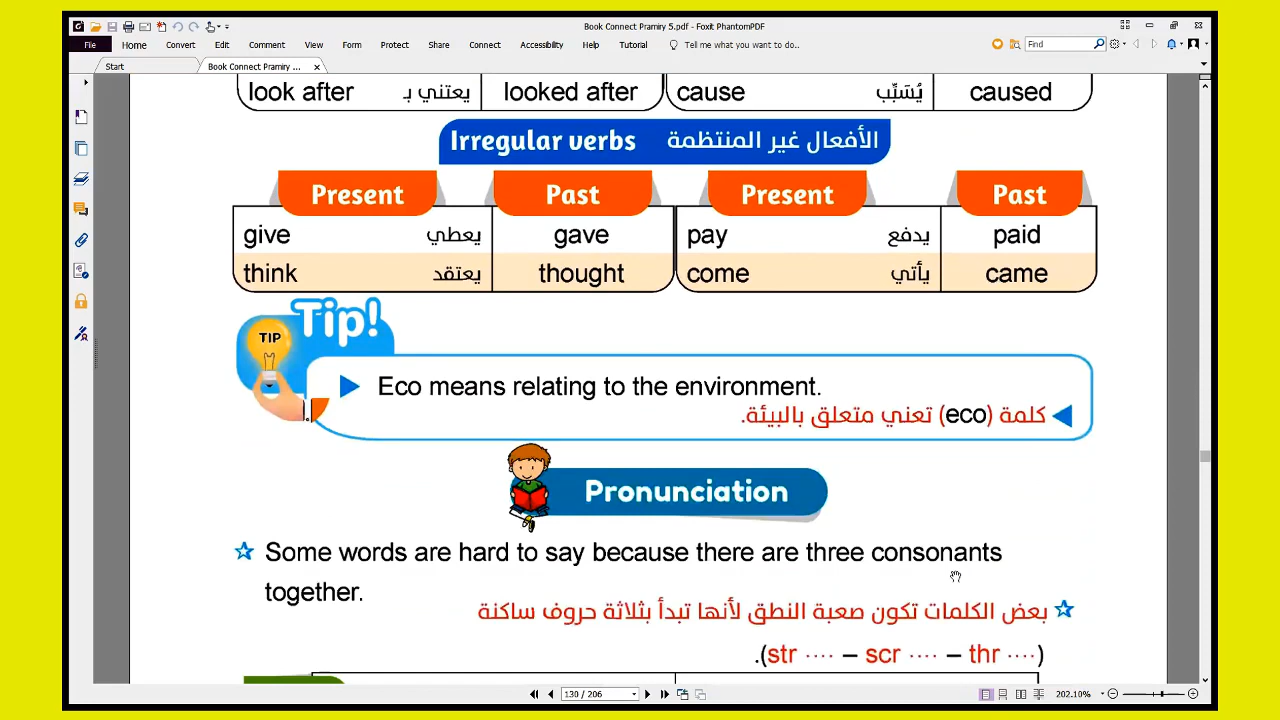 Book Connect Pramiry 5.pdf - Foxit PhantomPDF
File Home Convert Edit Comment View Form Protect Share Connect Accessibility Help Tutorial Tell me what you want to do.. Find
Start Book Connect Pramiry ...
look after يعتني بـ looked after cause يُسَبِّب caused
Irregular verbs الأفعال غير المنتظمة
Present Past Present Past
give يعطي gave pay يدفع paid
think يعتقد thought come يأتي came
Tip!
TIP
Eco means relating to the environment.
كلمة (eco) تعني متعلق بالبيئة.
Pronunciation
Some words are hard to say because there are three consonants
together.
بعض الكلمات تكون صعبة النطق لأنها تبدأ بثلاثة حروف ساكنة
(thr ···· – scr ···· – str ····).
130 / 206 202.10%